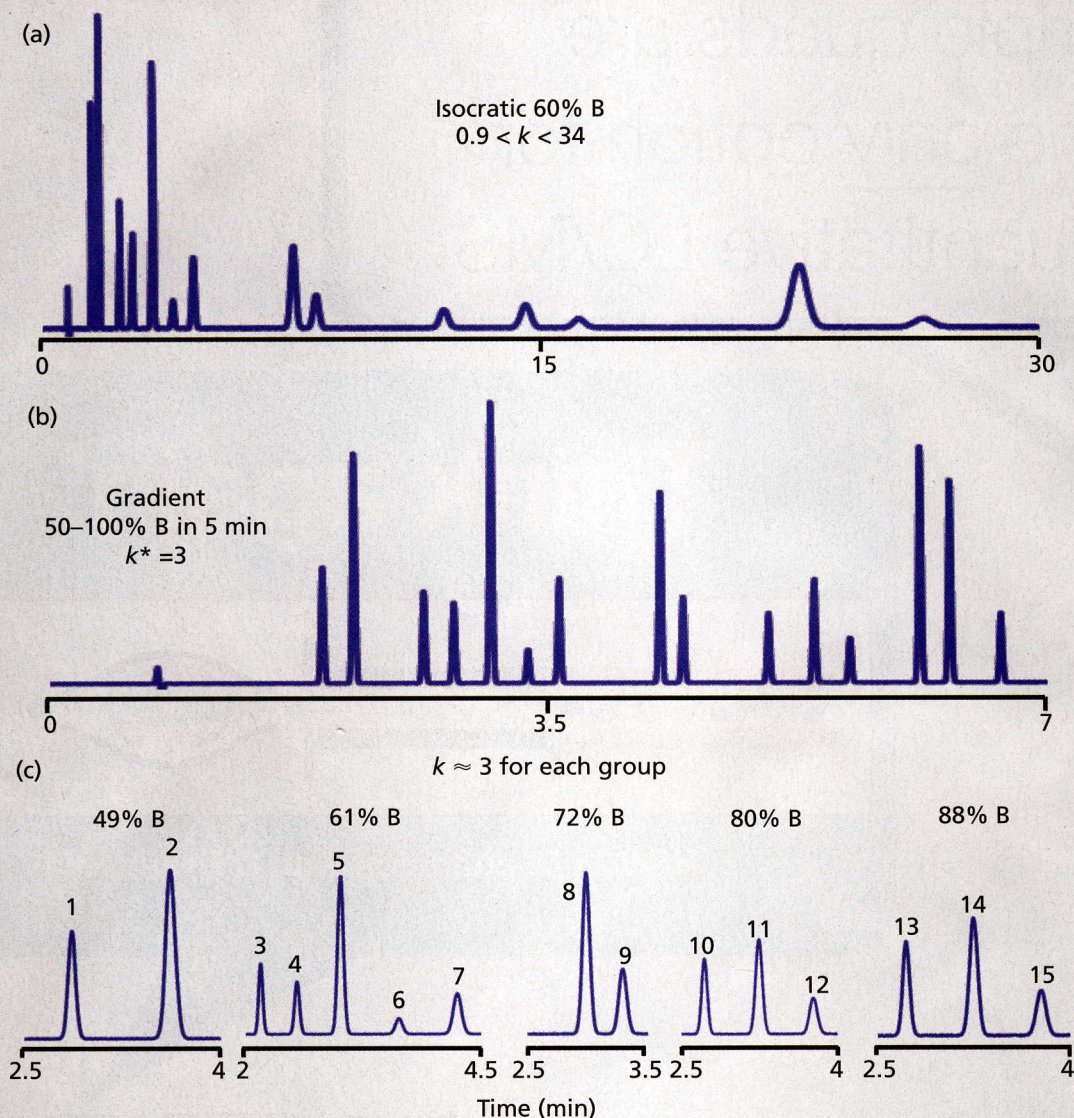 (a)
Isocratic 60% B
0.9 < k < 34
0
15
30
(b)
Gradient
50–100% B in 5 min
k* =3
0
3.5
7
(c)
k ≈ 3 for each group
49% B
61% B
72% B
80% B
88% B
1
2
3
4
5
6
7
8
9
10
11
12
13
14
15
2.5
4
2
4.5
2.5
3.5
2.5
4
2.5
4
Time (min)